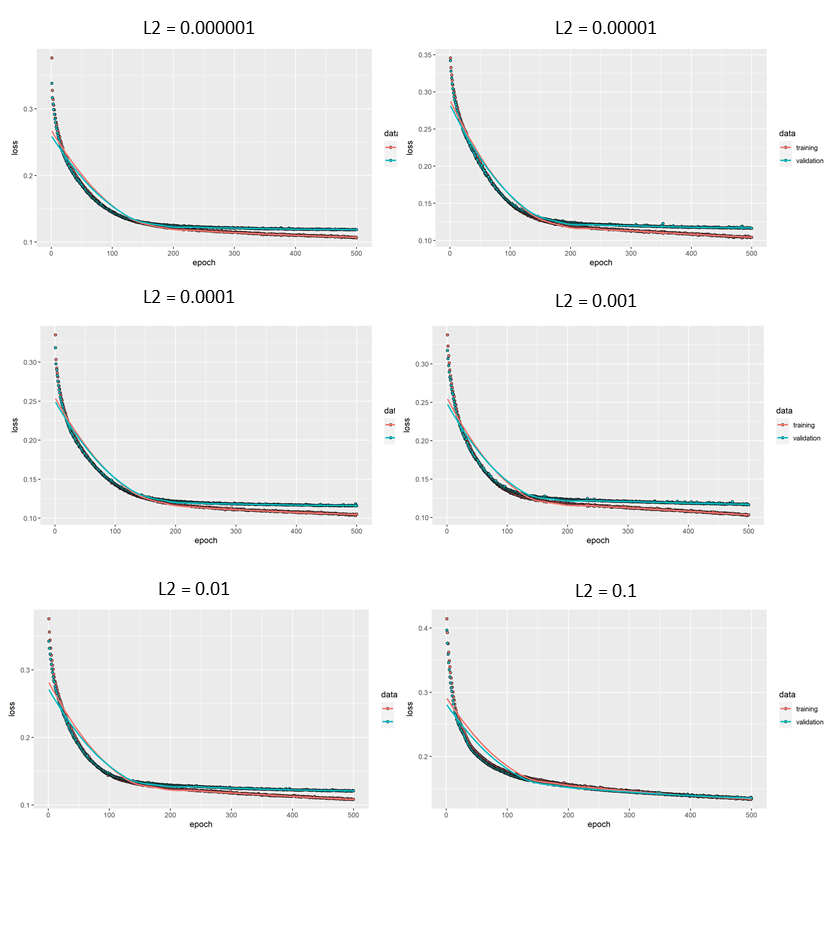 L2 = 0.000001
L2 = 0.00001
0.3
0.2
0.1
loss
0
100
200
300
400
500
epoch
data
0.35
0.30
0.25
0.20
0.15
0.10
loss
0
100
200
300
400
500
epoch
data
training
validation
L2 = 0.0001
L2 = 0.001
0.30
0.25
0.20
0.15
0.10
loss
0
100
200
300
400
500
epoch
da
0.30
0.25
0.20
0.15
0.10
loss
0
100
200
300
400
500
epoch
data
training
validation
L2 = 0.01
L2 = 0.1
0.3
0.2
0.1
loss
0
100
200
300
400
500
epoch
data
0.4
0.3
0.2
loss
0
100
200
300
400
500
epoch
data
training
validation